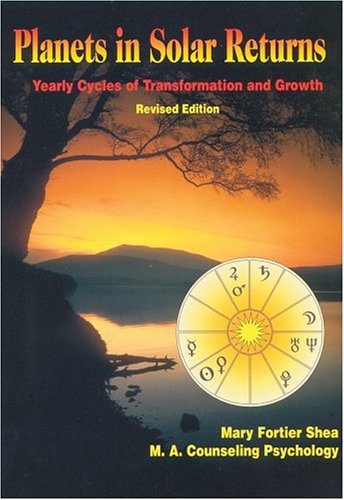 Planets in Solar Returns
Yearly Cycles of Transformation and Growth
Revised Edition
♃ ♄
♂ ☽
☿ ♅ ♆
☊ ♀ ♇
Mary Fortier Shea
M. A. Counseling Psychology